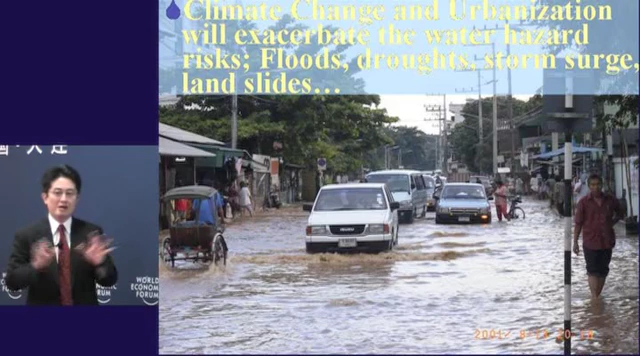 Climate Change and Urbanization
will exacerbate the water hazard
risks; Floods, droughts, storm surge,
land slides…
WORLD
ECONOMIC
FORUM